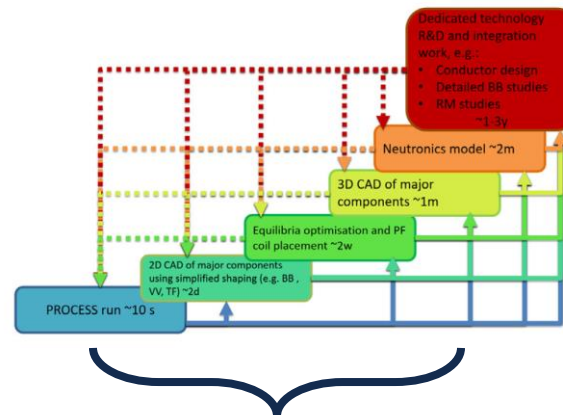 Dedicated technology
R&D and integration
work, e.g.:
• Conductor design
• Detailed BB studies
• RM studies
~1-3y
Neutronics model ~2m
3D CAD of major
components ~1m
Equilibria optimisation and PF
coil placement ~2w
2D CAD of major components
using simplified shaping (e.g. BB ,
VV, TF) ~2d
PROCESS run ~10 s